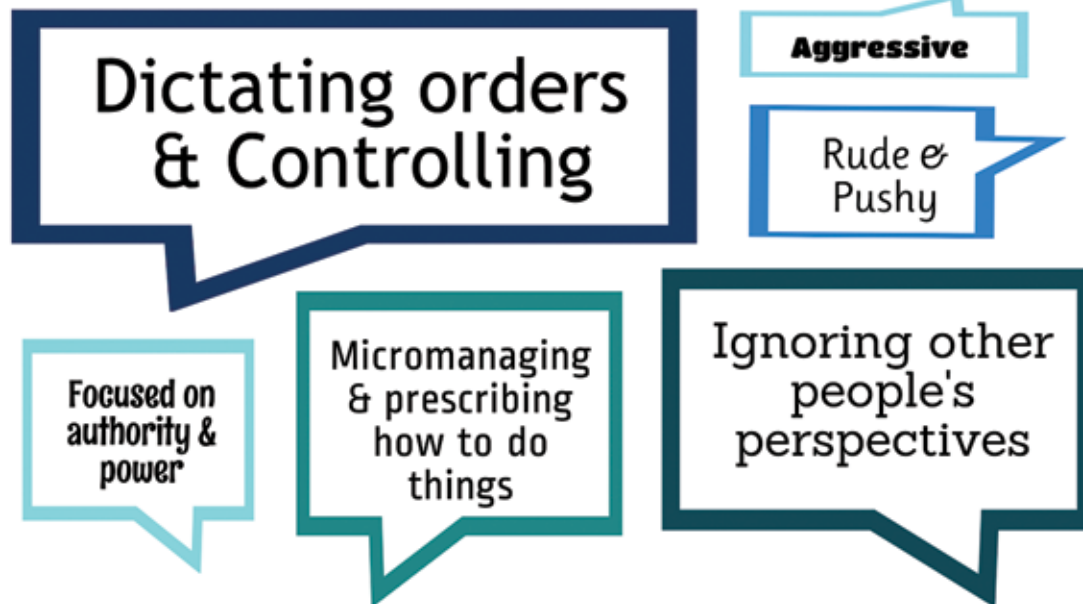 Dictating orders
& Controlling
Aggressive
Rude &
Pushy
Focused on
authority &
power
Micromanaging
& prescribing
how to do
things
Ignoring other
people's
perspectives